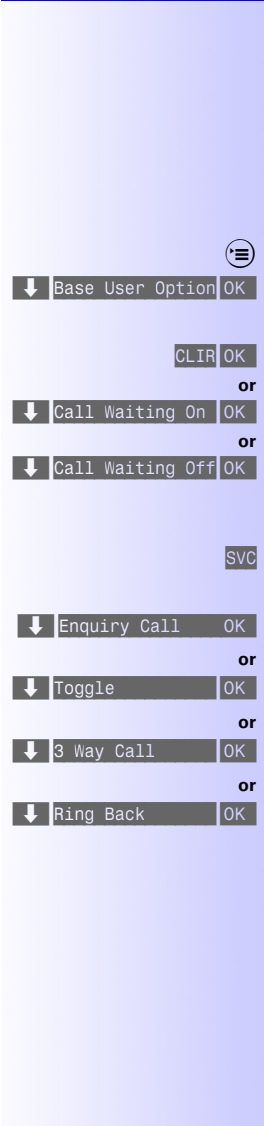 Base User Option OK
CLIR OK
or
Call Waiting On OK
or
Call Waiting Off OK
SVC
Enquiry Call OK
or
Toggle OK
or
3 Way Call OK
or
Ring Back OK